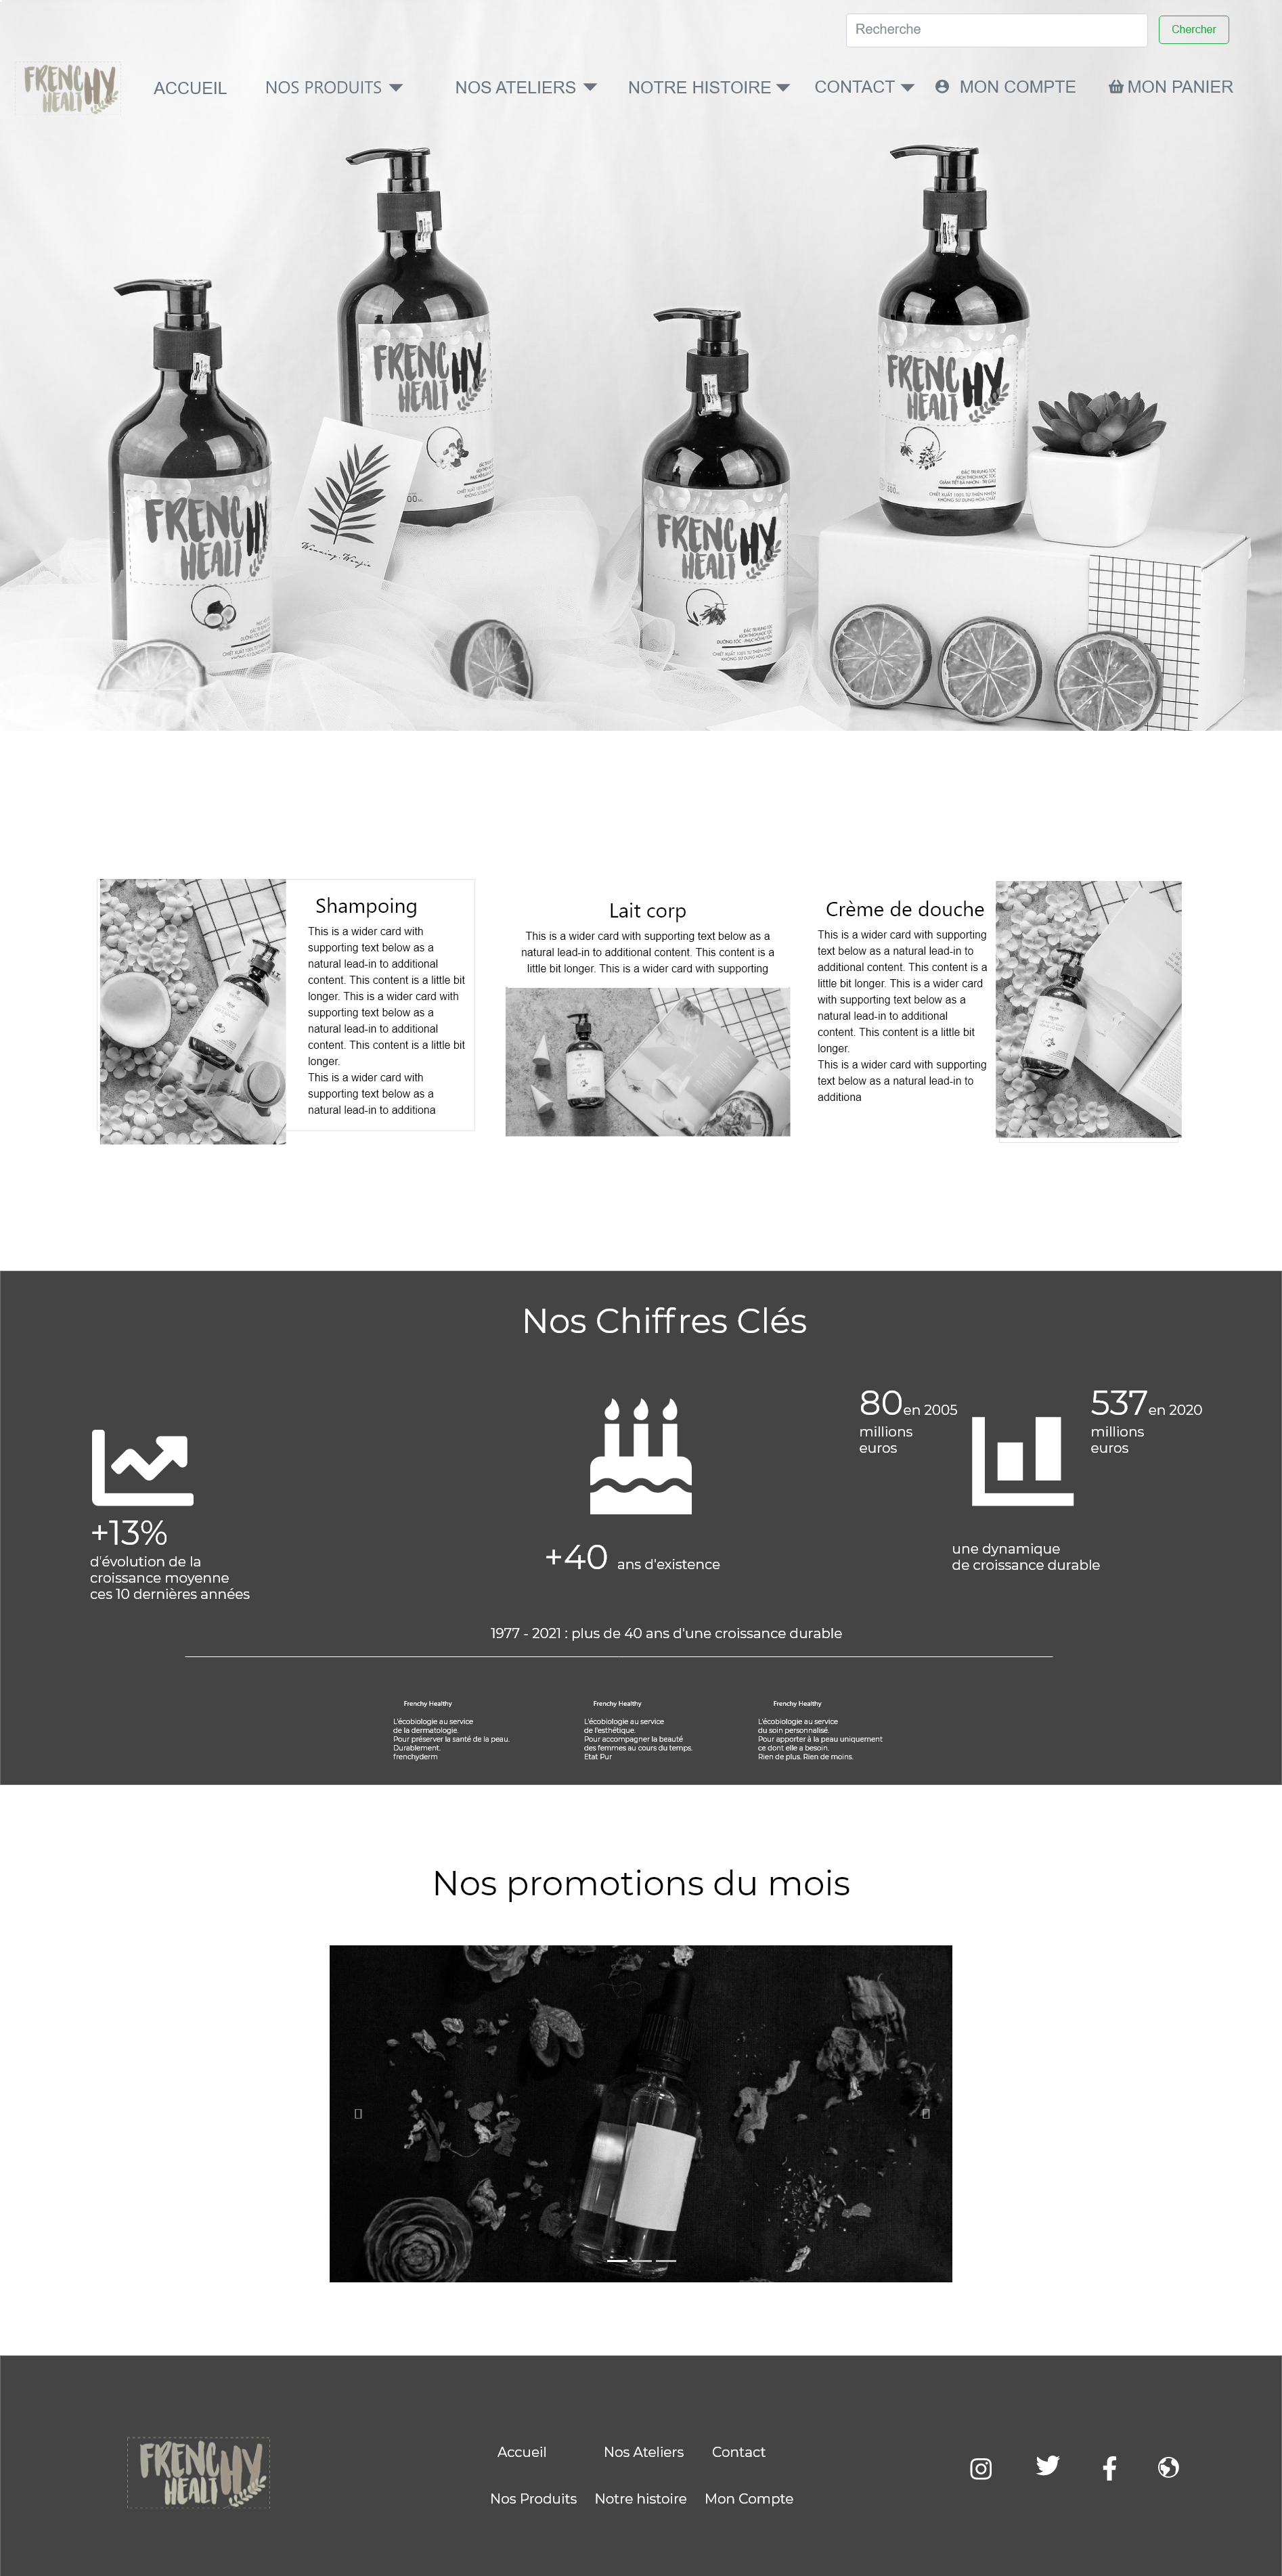 Recherche
Chercher
FRENCHY
HEALT
ACCUEIL
NOS PRODUITS
NOS ATELIERS
NOTRE HISTOIRE
CONTACT
MON COMPTE
MON PANIER
FRENCHY
HEALT
FRENCHY
HEALT
FRENCHY
HEALT
FRENCHY
HEALT
Shampoing
This is a wider card with
supporting text below as a
natural lead-in to additional
content. This content is a little bit
longer. This is a wider card with
supporting text below as a
natural lead-in to additional
content. This content is a little bit
longer.
This is a wider card with
supporting text below as a
natural lead-in to additiona
Lait corp
This is a wider card with supporting text below as a
natural lead-in to additional content. This content is a
little bit longer. This is a wider card with supporting
Crème de douche
This is a wider card with supporting
text below as a natural lead-in to
additional content. This content is a
little bit longer. This is a wider card
with supporting text below as a
natural lead-in to additional
content. This content is a little bit
longer.
This is a wider card with supporting
text below as a natural lead-in to
additiona
Nos Chiffres Clés
+13%
d'évolution de la
croissance moyenne
ces 10 dernières années
+40 ans d'existence
80 en 2005
millions
euros
537 en 2020
millions
euros
une dynamique
de croissance durable
1977 - 2021 : plus de 40 ans d'une croissance durable
Frenchy Healthy
L'écobiologie au service
de la dermatologie.
Pour préserver la santé de la peau.
Durablement.
frenchyderm
Frenchy Healthy
L'écobiologie au service
de l'esthétique.
Pour accompagner la beauté
des femmes au cours du temps.
Etat Pur
Frenchy Healthy
L'écobiologie au service
du soin personnalisé.
Pour apporter à la peau uniquement
ce dont elle a besoin.
Rien de plus. Rien de moins.
Nos promotions du mois
FRENCHY
HEALT
Accueil
Nos Ateliers
Contact
Nos Produits
Notre histoire
Mon Compte